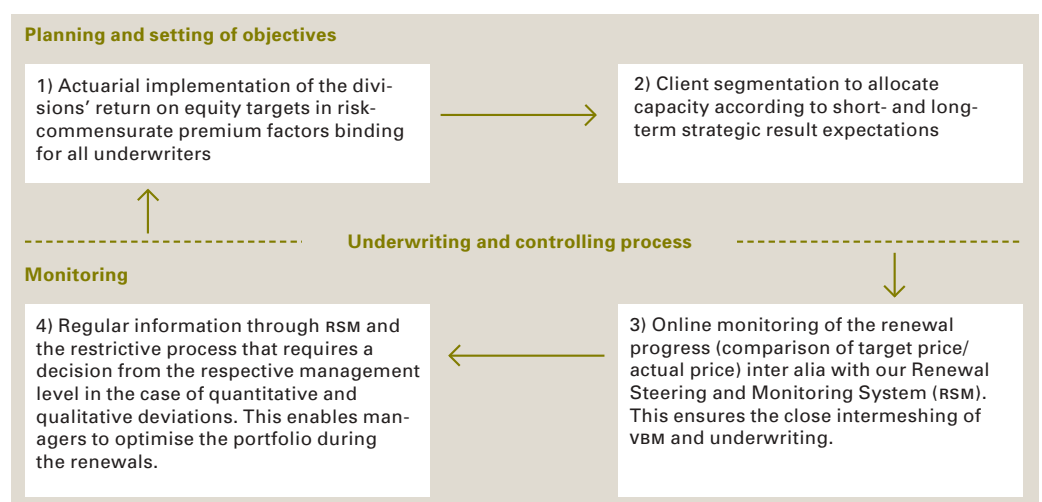 Planning and setting of objectives
1) Actuarial implementation of the divi-
sions’ return on equity targets in risk-
commensurate premium factors binding
for all underwriters
2) Client segmentation to allocate
capacity according to short- and long-
term strategic result expectations
Underwriting and controlling process
Monitoring
4) Regular information through RSM and
the restrictive process that requires a
decision from the respective management
level in the case of quantitative and
qualitative deviations. This enables man-
agers to optimise the portfolio during
the renewals.
3) Online monitoring of the renewal
progress (comparison of target price/
actual price) inter alia with our Renewal
Steering and Monitoring System (RSM).
This ensures the close intermeshing of
VBM and underwriting.